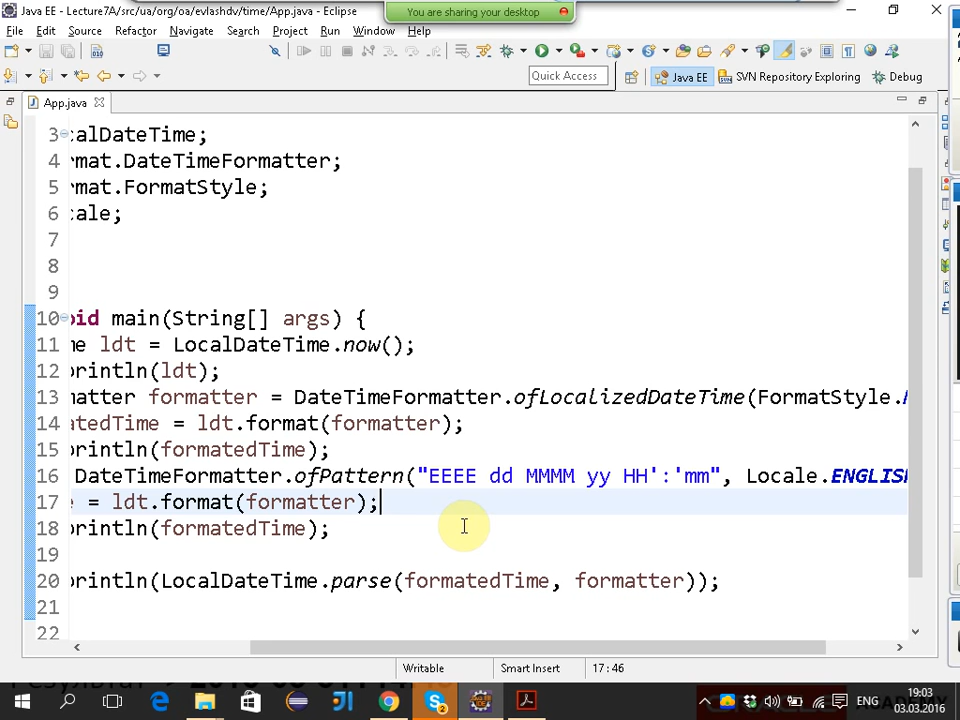 Java EE - Lecture7A/src/ua/org/oa/evlashdv/time/App.java - Eclipse
You are sharing your desktop
File Edit Source Refactor Navigate Search Project Run Window Help
Quick Access
Java EE
SVN Repository Exploring
Debug
App.java
3 calDateTime;
4 rmat.DateTimeFormatter;
5 rmat.FormatStyle;
6 cale;
7
8
9
10 oid main(String[] args) {
11 me ldt = LocalDateTime.now();
12 println(ldt);
13 matter formatter = DateTimeFormatter.ofLocalizedDateTime(FormatStyle.
14 atedTime = ldt.format(formatter);
15 println(formatedTime);
16 DateTimeFormatter.ofPattern("EEEE dd MMMM yy HH':'mm", Locale.ENGLISH
17 e = ldt.format(formatter);
18 println(formatedTime);
19
20 println(LocalDateTime.parse(formatedTime, formatter));
21
22
Writable
Smart Insert
17 : 46
ENG
19:03
03.03.2016